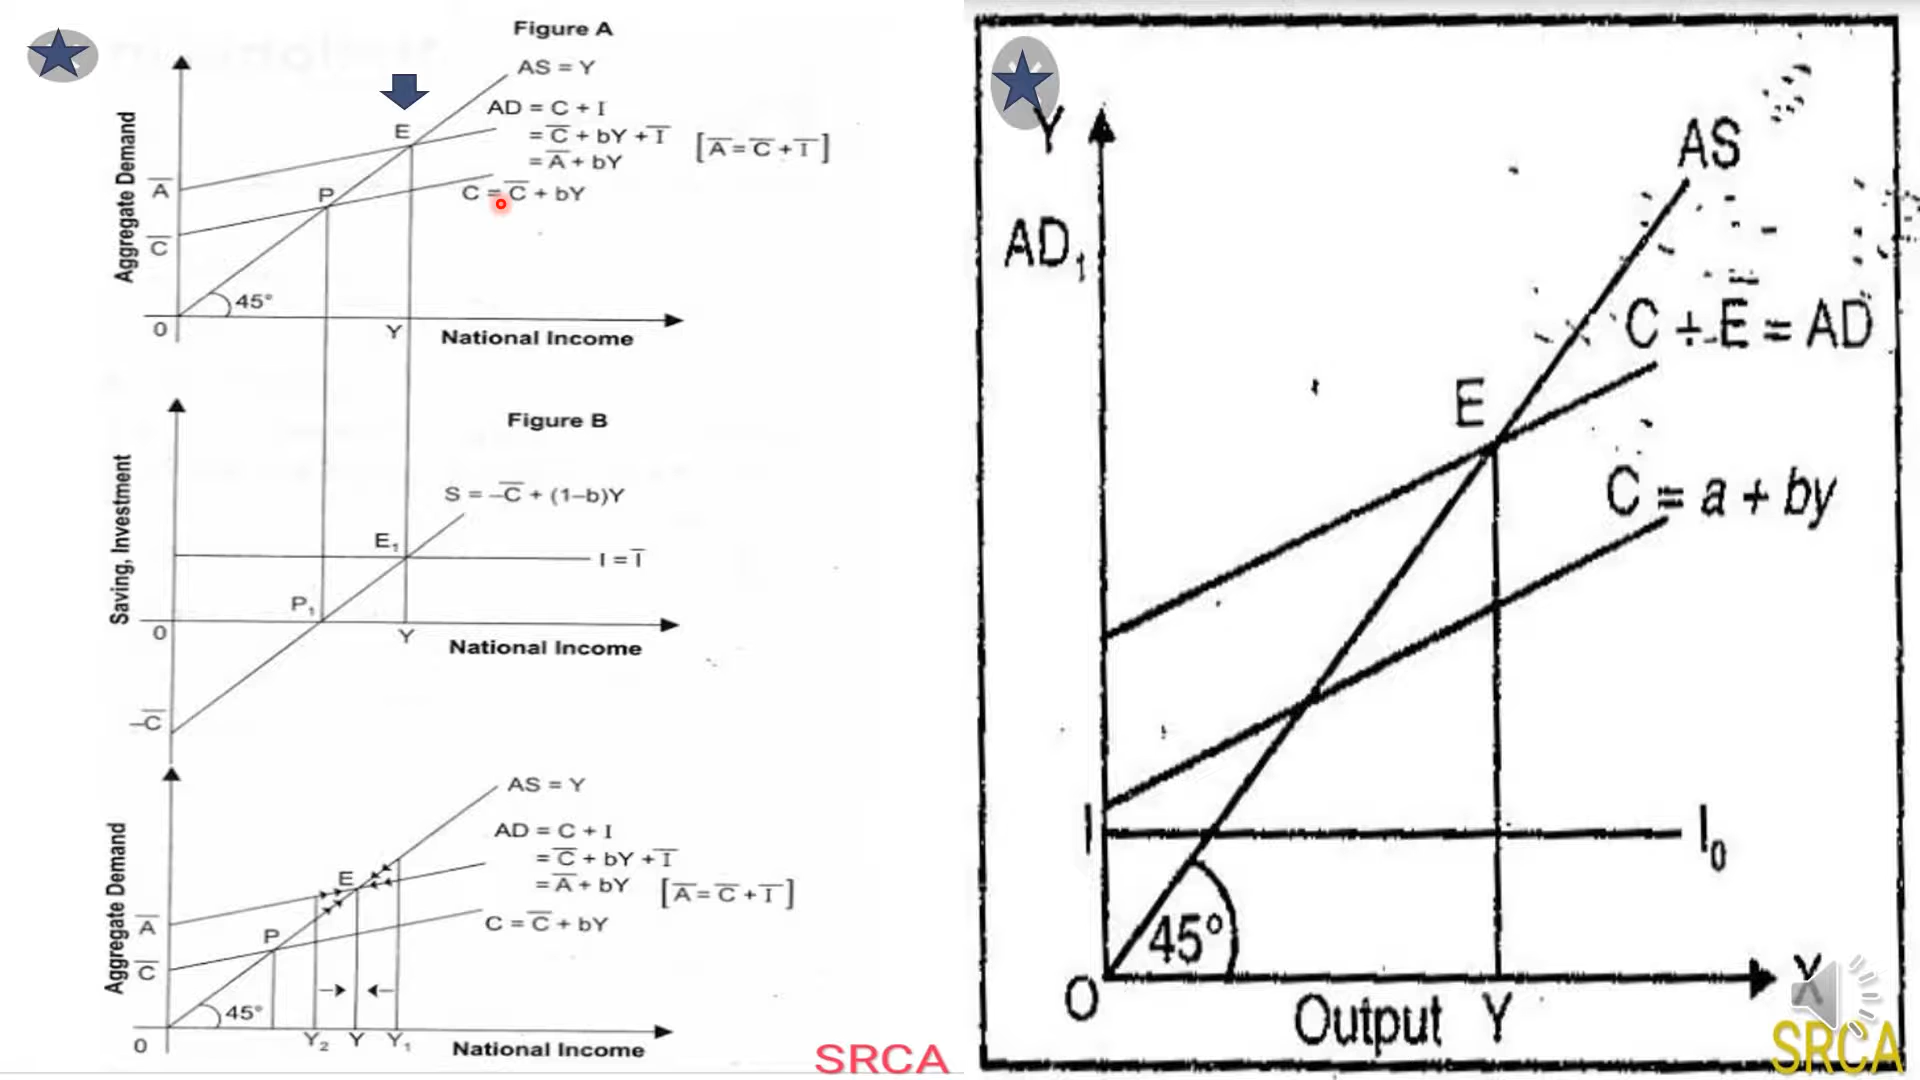 Figure A
AS = Y
AD = C + I
= C̅ + bY + I̅ [A̅ = C̅ + I̅]
= A̅ + bY
E
Aggregate Demand
A̅
P
C = C̅ + bY
C̅
45°
0
Y
National Income
Figure B
Saving, Investment
S = –C̅ + (1–b)Y
E₁
I = I̅
P₁
0
Y
National Income
–C̅
AS = Y
AD = C + I
= C̅ + bY + I̅
= A̅ + bY [A̅ = C̅ + I̅]
E
Aggregate Demand
A̅
C = C̅ + bY
P
C̅
45°
0
Y₂ Y Y₁
National Income
SRCA
Y
AS
AD₁
C + E̅ = AD
E
C = a + by
I
I₀
45°
O
X
Output Y
SRCA